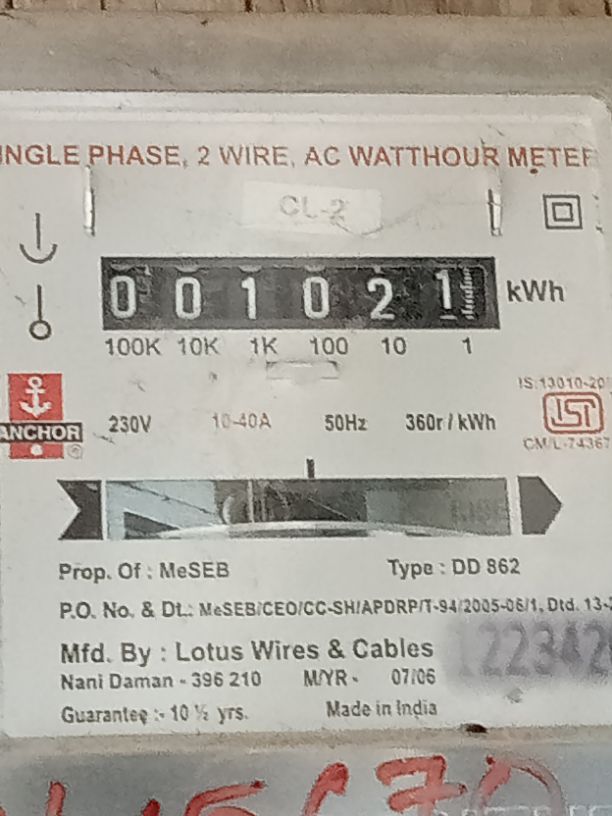 INGLE PHASE, 2 WIRE, AC WATTHOUR METER
CL-2
0 0 1 0 2 1 kWh
100K 10K 1K 100 10 1
ANCHOR ®
230V 10-40A 50Hz 360r / kWh
IS:13010-20
ISI
CM/L-74367
Prop. Of : MeSEB Type : DD 862
P.O. No. & Dt.: MeSEB/CEO/CC-SH/APDRP/T-94/2005-06/1, Dtd. 13-
Mfd. By : Lotus Wires & Cables
122342
Nani Daman - 396 210 M/YR - 07/06
Guarantee :- 10 ½ yrs. Made in India